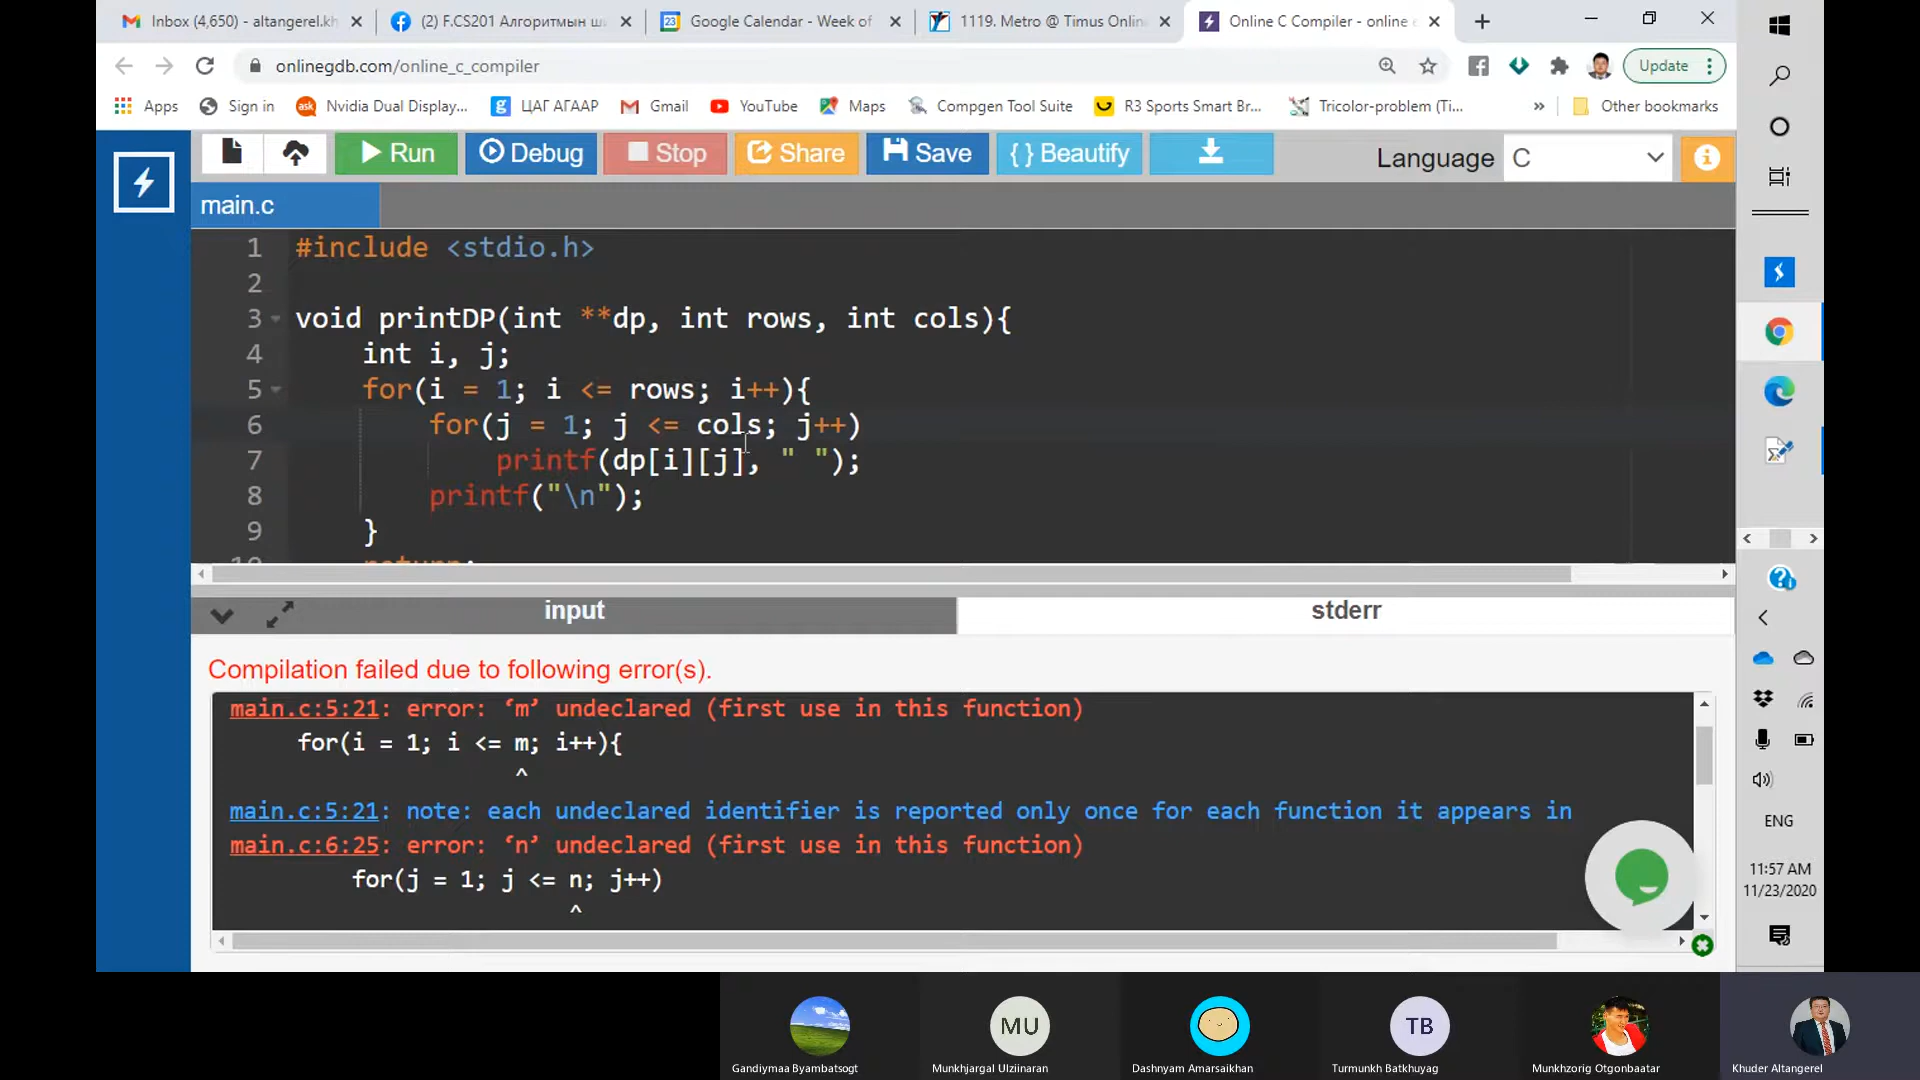 Inbox (4,650) - altangerel.kh
(2) F.CS201 Алгоритмын ши
23 Google Calendar - Week of
1119. Metro @ Timus Onlin
Online C Compiler - online e
onlinegdb.com/online_c_compiler
Update
Apps
Sign in
ask Nvidia Dual Display...
g ЦАГ АГААР
Gmail
YouTube
Maps
Compgen Tool Suite
R3 Sports Smart Br...
Tricolor-problem (Ti...
»
Other bookmarks
Run
Debug
Stop
Share
Save
{ } Beautify
Language C
main.c
1 #include <stdio.h>
2
3 void printDP(int **dp, int rows, int cols){
4 int i, j;
5 for(i = 1; i <= rows; i++){
6 for(j = 1; j <= cols; j++)
7 printf(dp[i][j], " ");
8 printf("\n");
9 }
10 return;
input
stderr
Compilation failed due to following error(s).
main.c:5:21: error: ‘m’ undeclared (first use in this function)
for(i = 1; i <= m; i++){
^
main.c:5:21: note: each undeclared identifier is reported only once for each function it appears in
main.c:6:25: error: ‘n’ undeclared (first use in this function)
for(j = 1; j <= n; j++)
^
ENG
11:57 AM
11/23/2020
MU
TB
Gandiymaa Byambatsogt
Munkhjargal Ulziinaran
Dashnyam Amarsaikhan
Turmunkh Batkhuyag
Munkhzorig Otgonbaatar
Khuder Altangerel